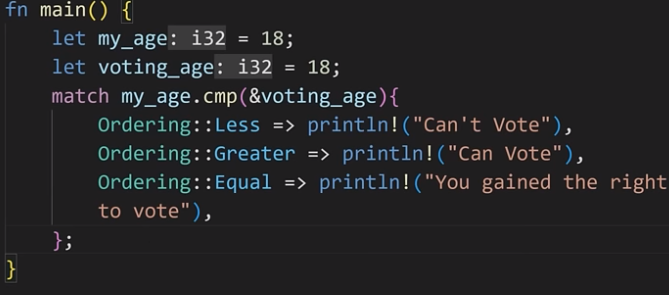 fn main() {
    let my_age: i32 = 18;
    let voting_age: i32 = 18;
    match my_age.cmp(&voting_age){
        Ordering::Less => println!("Can't Vote"),
        Ordering::Greater => println!("Can Vote"),
        Ordering::Equal => println!("You gained the right
        to vote"),
    };
}